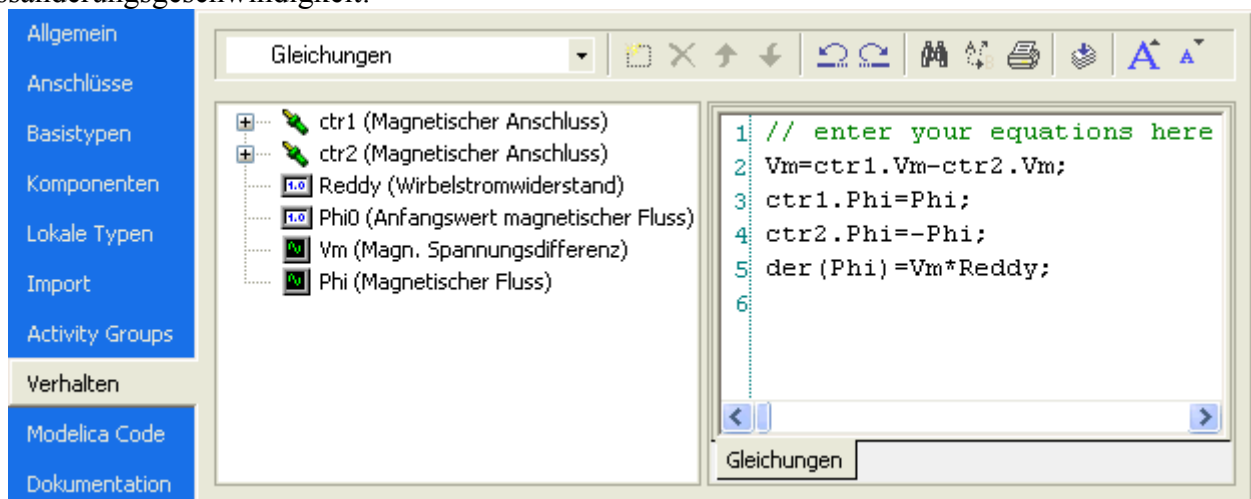 ssänderungsgeschwindigkeit.
Allgemein
Anschlüsse
Basistypen
Komponenten
Lokale Typen
Import
Activity Groups
Verhalten
Modelica Code
Dokumentation
Gleichungen
ctr1 (Magnetischer Anschluss)
ctr2 (Magnetischer Anschluss)
Reddy (Wirbelstromwiderstand)
Phi0 (Anfangswert magnetischer Fluss)
Vm (Magn. Spannungsdifferenz)
Phi (Magnetischer Fluss)
1 // enter your equations here
2 Vm=ctr1.Vm-ctr2.Vm;
3 ctr1.Phi=Phi;
4 ctr2.Phi=-Phi;
5 der(Phi)=Vm*Reddy;
6
Gleichungen